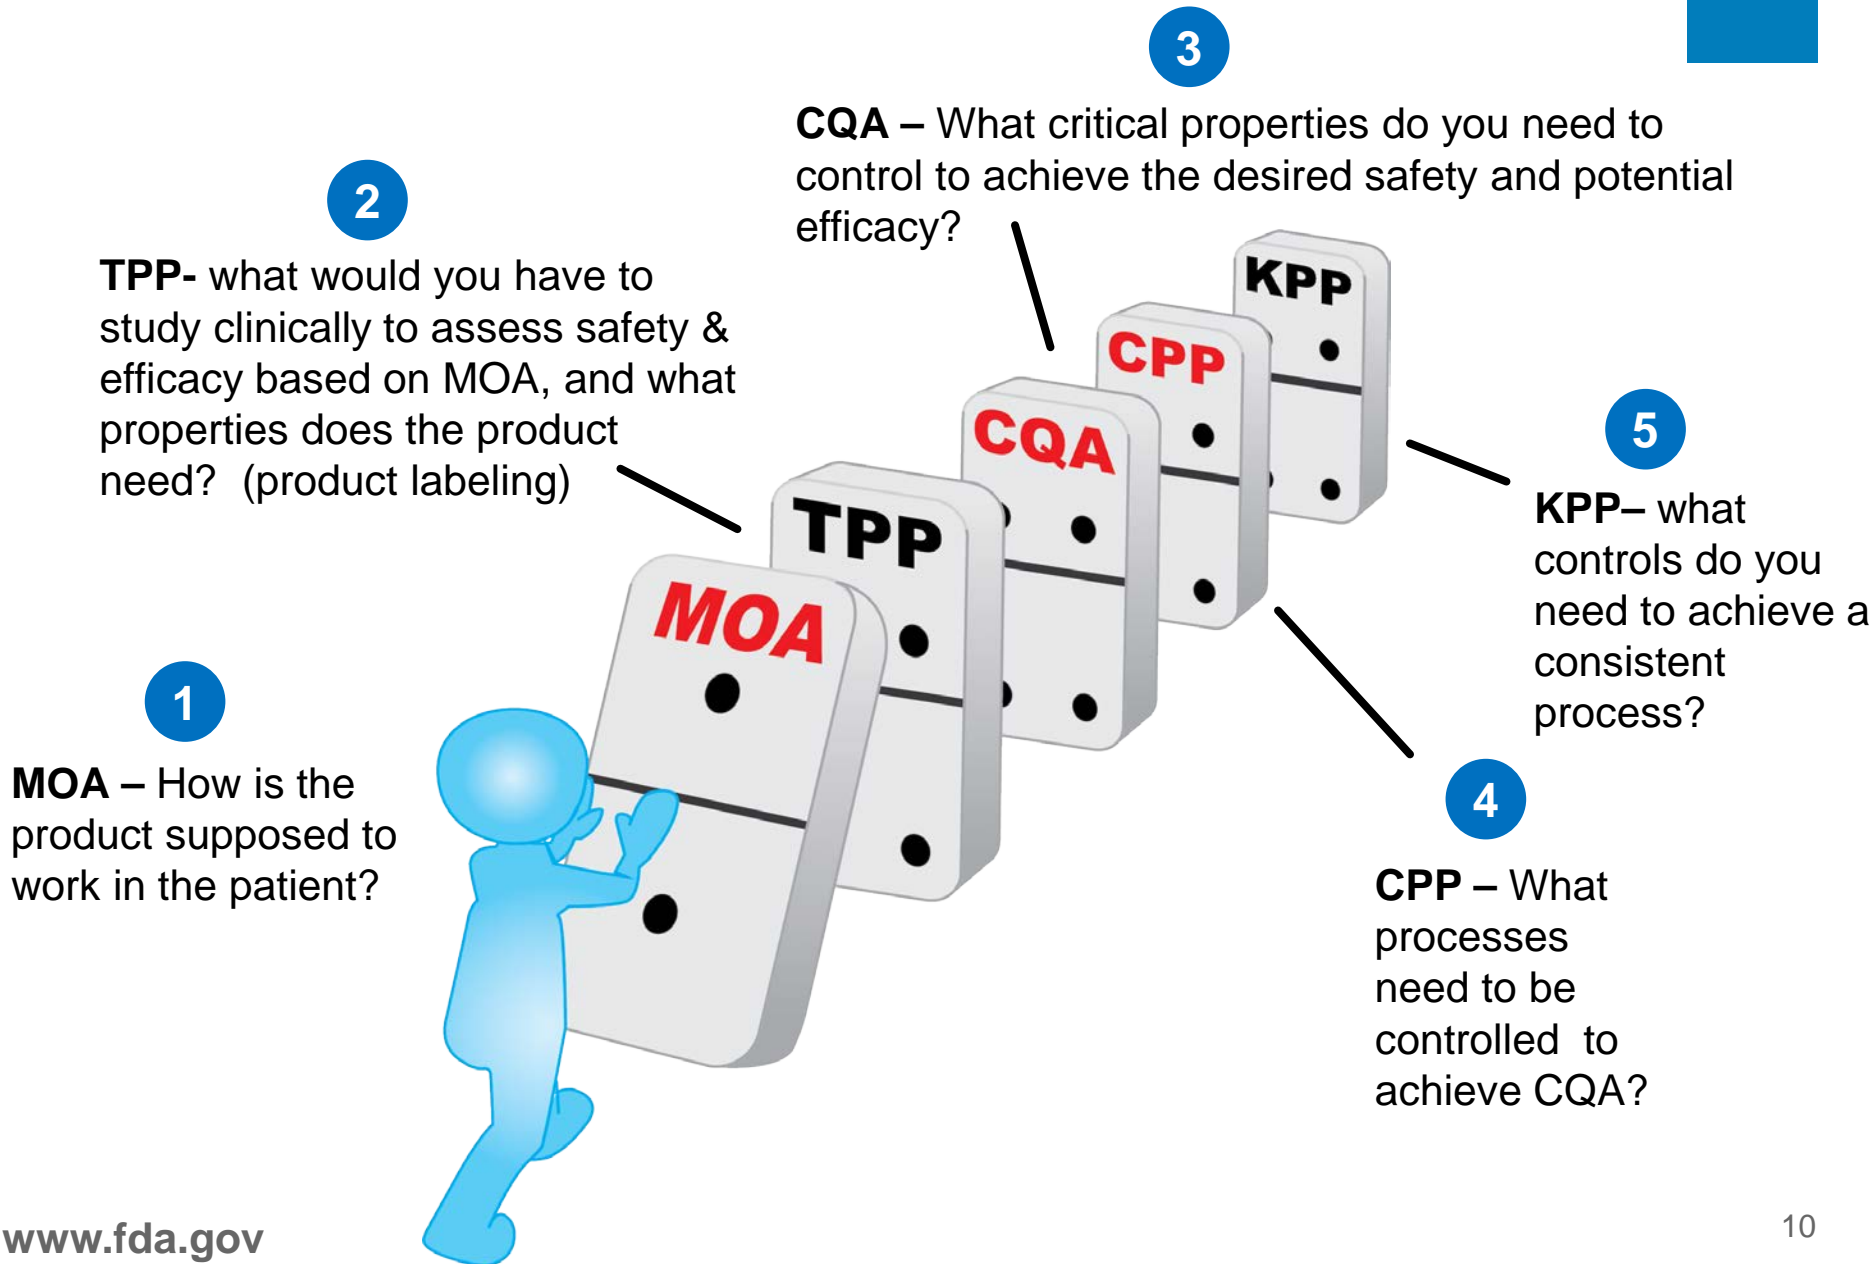 1
MOA – How is the
product supposed to
work in the patient?
2
TPP- what would you have to
study clinically to assess safety &
efficacy based on MOA, and what
properties does the product
need?  (product labeling)
3
CQA – What critical properties do you need to
control to achieve the desired safety and potential
efficacy?
4
CPP – What
processes
need to be
controlled  to
achieve CQA?
5
KPP– what
controls do you
need to achieve a
consistent
process?
MOA
TPP
CQA
CPP
KPP
www.fda.gov
10